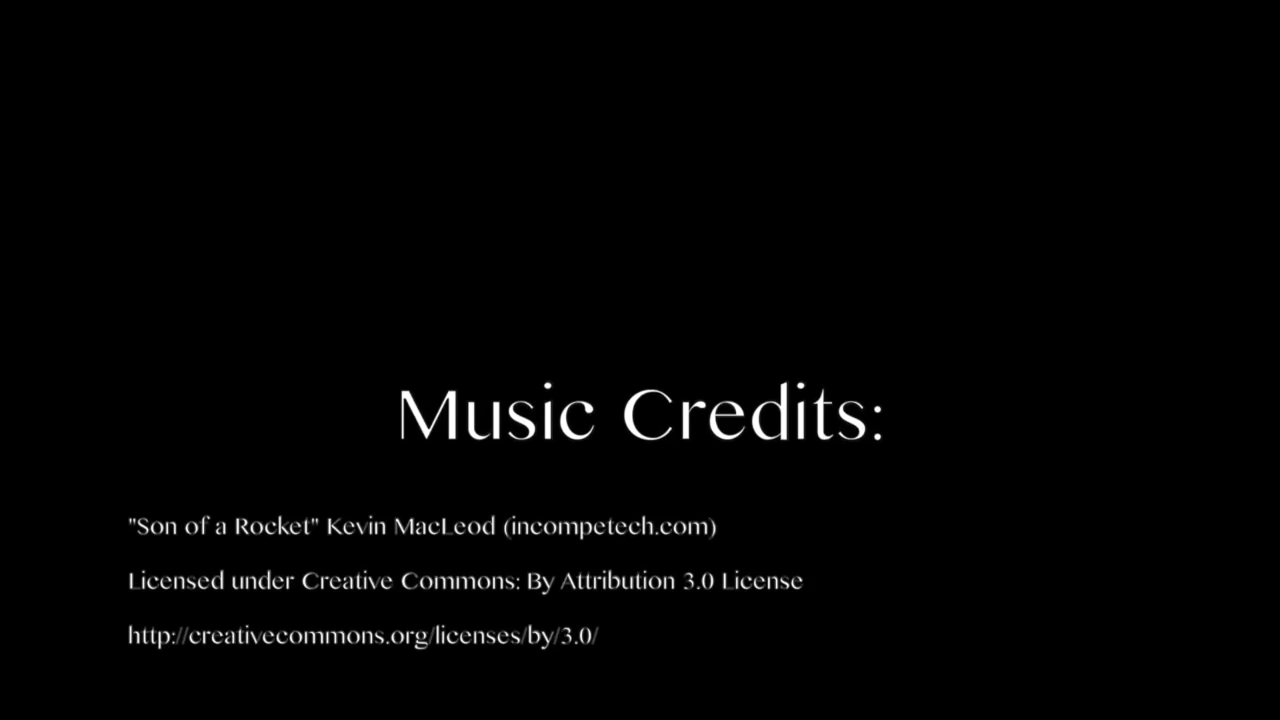 Music Credits:
"Son of a Rocket" Kevin MacLeod (incompetech.com)
Licensed under Creative Commons: By Attribution 3.0 License
http://creativecommons.org/licenses/by/3.0/